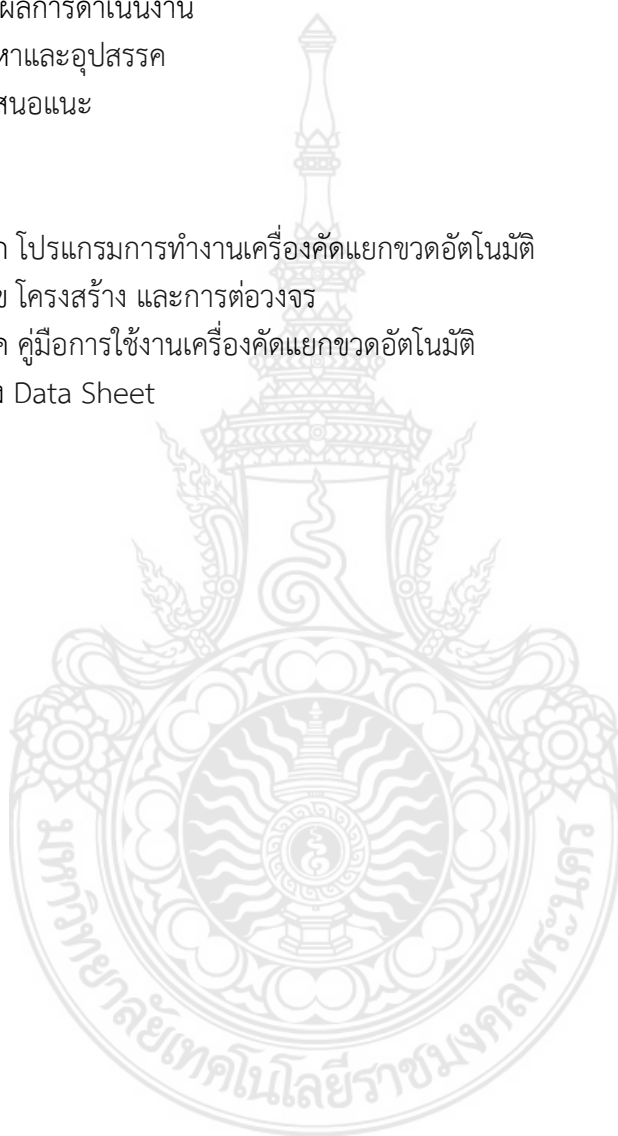 ผลการดำเนินงาน
หาและอุปสรรค
สนอแนะ
ก โปรแกรมการทำงานเครื่องคัดแยกขวดอัตโนมัติ
ข โครงสร้าง และการต่อวงจร
ค คู่มือการใช้งานเครื่องคัดแยกขวดอัตโนมัติ
ง Data Sheet
มหาวิทยาลัยเทคโนโลยีราชมงคลพระนคร